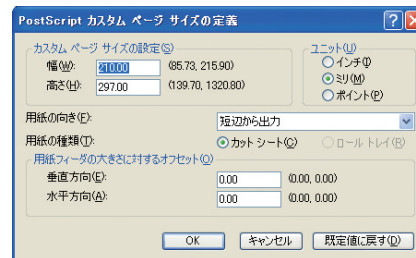 PostScript カスタム ページ サイズの定義
カスタム ページ サイズの設定(S)
幅(W): 210.00 (85.73, 215.90)
高さ(H): 297.00 (139.70, 1320.80)
ユニット(U)
インチ(I)
ミリ(M)
ポイント(P)
用紙の向き(F): 短辺から出力
用紙の種類(T): カット シート(C) ロール トレイ(R)
用紙フィーダの大きさに対するオフセット(O)
垂直方向(E): 0.00 (0.00, 0.00)
水平方向(A): 0.00 (0.00, 0.00)
OK キャンセル 既定値に戻す(D)